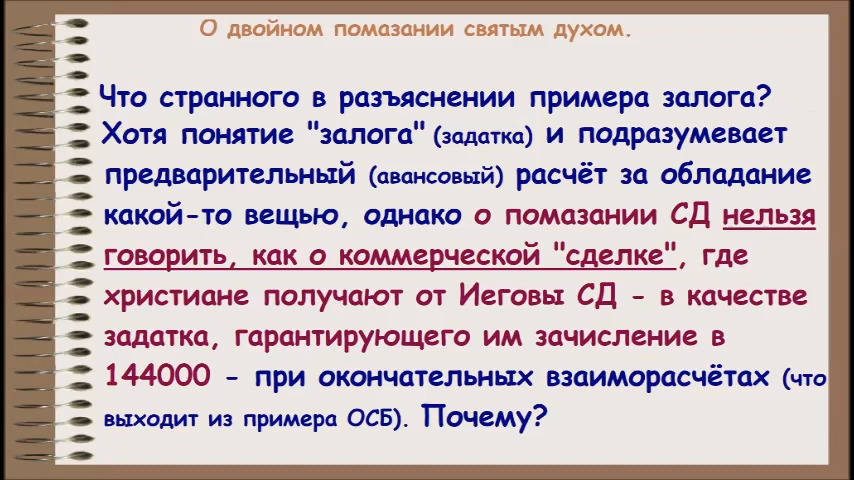 О двойном помазании святым духом.
Что странного в разъяснении примера залога?
Хотя понятие "залога" (задатка) и подразумевает
предварительный (авансовый) расчёт за обладание
какой-то вещью, однако о помазании СД нельзя
говорить, как о коммерческой "сделке", где
христиане получают от Иеговы СД - в качестве
задатка, гарантирующего им зачисление в
144000 - при окончательных взаиморасчётах (что
выходит из примера ОСБ). Почему?